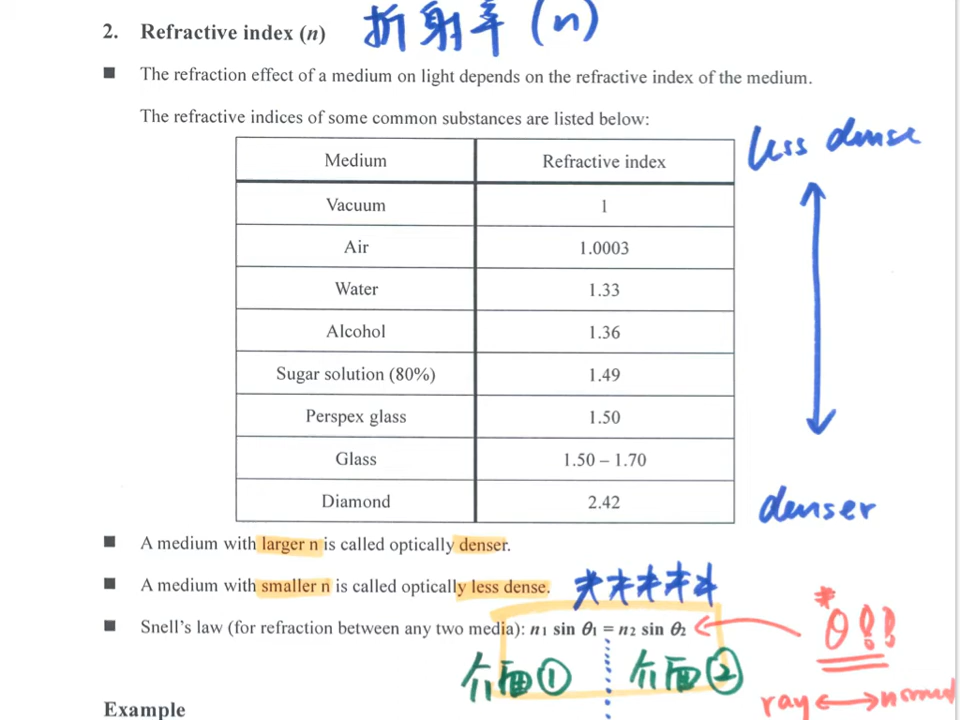 2. Refractive index (n) 折射率 (n)
■ The refraction effect of a medium on light depends on the refractive index of the medium.
The refractive indices of some common substances are listed below:
less dense
Medium Refractive index
Vacuum 1
Air 1.0003
Water 1.33
Alcohol 1.36
Sugar solution (80%) 1.49
Perspex glass 1.50
Glass 1.50 – 1.70
Diamond 2.42
denser
■ A medium with larger n is called optically denser.
■ A medium with smaller n is called optically less dense.
■ Snell's law (for refraction between any two media): n₁ sin θ₁ = n₂ sin θ₂
* θ!!
介面① 介面②
ray ⟷ normal
Example